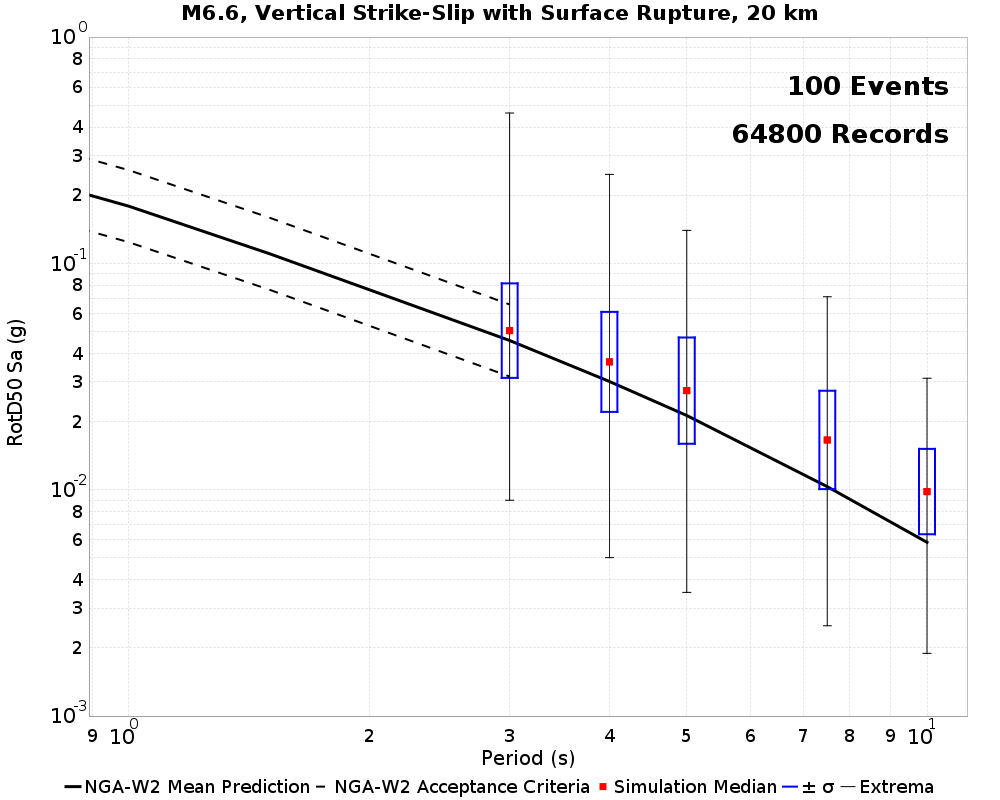 M6.6, Vertical Strike-Slip with Surface Rupture, 20 km
100 Events
64800 Records
RotD50 Sa (g)
10^0
8
6
4
3
2
10^-1
8
6
4
3
2
10^-2
8
6
4
3
2
10^-3
9 10^0 2 3 4 5 6 7 8 9 10^1
Period (s)
NGA-W2 Mean Prediction NGA-W2 Acceptance Criteria Simulation Median ± σ Extrema